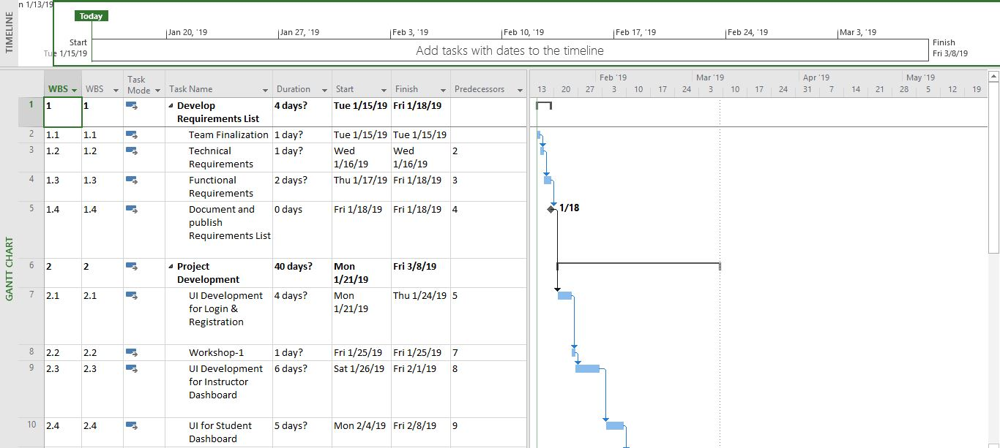 TIMELINE
n 1/13/19
Today
Jan 20, '19 Jan 27, '19 Feb 3, '19 Feb 10, '19 Feb 17, '19 Feb 24, '19 Mar 3, '19
Start
Tue 1/15/19
Add tasks with dates to the timeline
Finish
Fri 3/8/19
GANTT CHART
WBS WBS Task Mode Task Name Duration Start Finish Predecessors
Feb '19 Mar '19 Apr '19 May '19
13 20 27 3 10 17 24 3 10 17 24 31 7 14 21 28 5 12 19
1 1 1 Develop 4 days? Tue 1/15/19 Fri 1/18/19
Requirements List
2 1.1 1.1 Team Finalization 1 day? Tue 1/15/19 Tue 1/15/19
3 1.2 1.2 Technical 1 day? Wed Wed 2
Requirements 1/16/19 1/16/19
4 1.3 1.3 Functional 2 days? Thu 1/17/19 Fri 1/18/19 3
Requirements
5 1.4 1.4 Document and 0 days Fri 1/18/19 Fri 1/18/19 4 1/18
publish
Requirements List
6 2 2 Project 40 days? Mon Fri 3/8/19
Development 1/21/19
7 2.1 2.1 UI Development 4 days? Mon Thu 1/24/19 5
for Login & 1/21/19
Registration
8 2.2 2.2 Workshop-1 1 day? Fri 1/25/19 Fri 1/25/19 7
9 2.3 2.3 UI Development 6 days? Sat 1/26/19 Fri 2/1/19 8
for Instructor
Dashboard
10 2.4 2.4 UI for Student 5 days? Mon 2/4/19 Fri 2/8/19 9
Dashboard